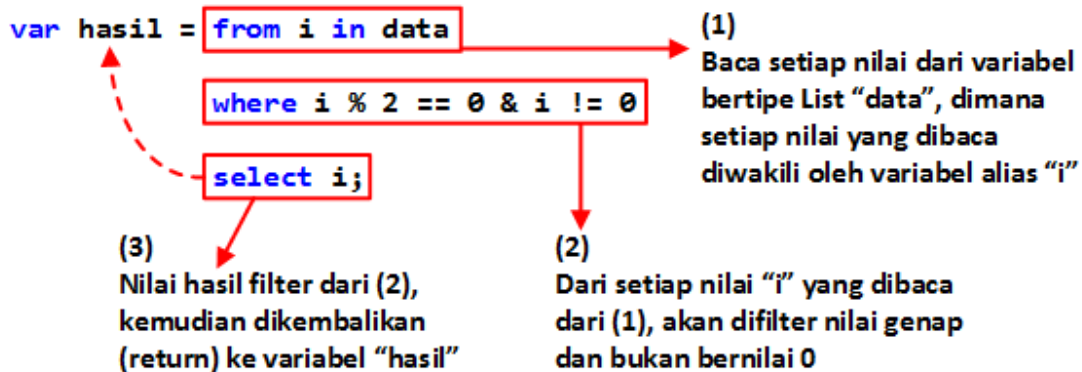 var hasil = from i in data
where i % 2 == 0 & i != 0
select i;
(1)
Baca setiap nilai dari variabel
bertipe List “data”, dimana
setiap nilai yang dibaca
diwakili oleh variabel alias “i”
(2)
Dari setiap nilai “i” yang dibaca
dari (1), akan difilter nilai genap
dan bukan bernilai 0
(3)
Nilai hasil filter dari (2),
kemudian dikembalikan
(return) ke variabel “hasil”